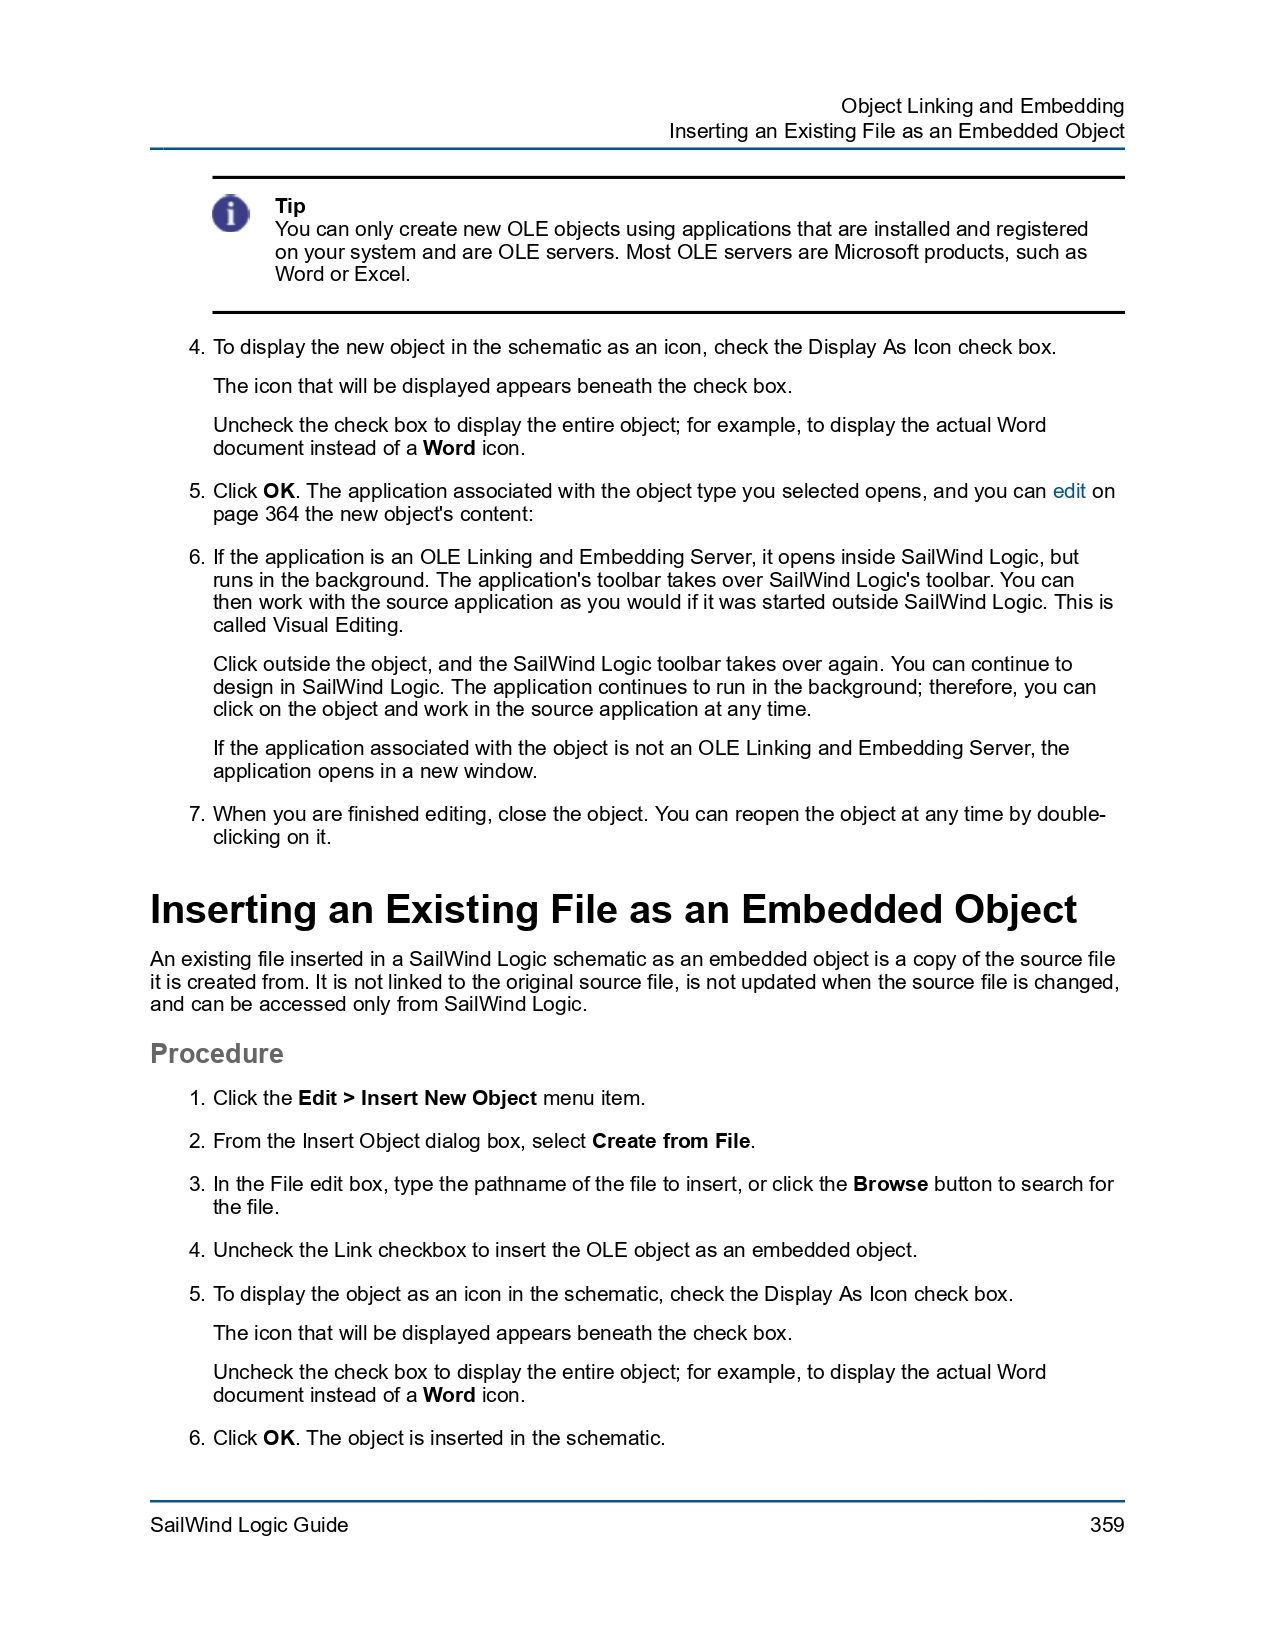 Object Linking and Embedding
Inserting an Existing File as an Embedded Object
Tip
You can only create new OLE objects using applications that are installed and registered
on your system and are OLE servers. Most OLE servers are Microsoft products, such as
Word or Excel.
4. To display the new object in the schematic as an icon, check the Display As Icon check box.
The icon that will be displayed appears beneath the check box.
Uncheck the check box to display the entire object; for example, to display the actual Word
document instead of a Word icon.
5. Click OK. The application associated with the object type you selected opens, and you can edit on
page 364 the new object's content:
6. If the application is an OLE Linking and Embedding Server, it opens inside SailWind Logic, but
runs in the background. The application's toolbar takes over SailWind Logic's toolbar. You can
then work with the source application as you would if it was started outside SailWind Logic. This is
called Visual Editing.
Click outside the object, and the SailWind Logic toolbar takes over again. You can continue to
design in SailWind Logic. The application continues to run in the background; therefore, you can
click on the object and work in the source application at any time.
If the application associated with the object is not an OLE Linking and Embedding Server, the
application opens in a new window.
7. When you are finished editing, close the object. You can reopen the object at any time by double-
clicking on it.
Inserting an Existing File as an Embedded Object
An existing file inserted in a SailWind Logic schematic as an embedded object is a copy of the source file
it is created from. It is not linked to the original source file, is not updated when the source file is changed,
and can be accessed only from SailWind Logic.
Procedure
1. Click the Edit > Insert New Object menu item.
2. From the Insert Object dialog box, select Create from File.
3. In the File edit box, type the pathname of the file to insert, or click the Browse button to search for
the file.
4. Uncheck the Link checkbox to insert the OLE object as an embedded object.
5. To display the object as an icon in the schematic, check the Display As Icon check box.
The icon that will be displayed appears beneath the check box.
Uncheck the check box to display the entire object; for example, to display the actual Word
document instead of a Word icon.
6. Click OK. The object is inserted in the schematic.
SailWind Logic Guide 359